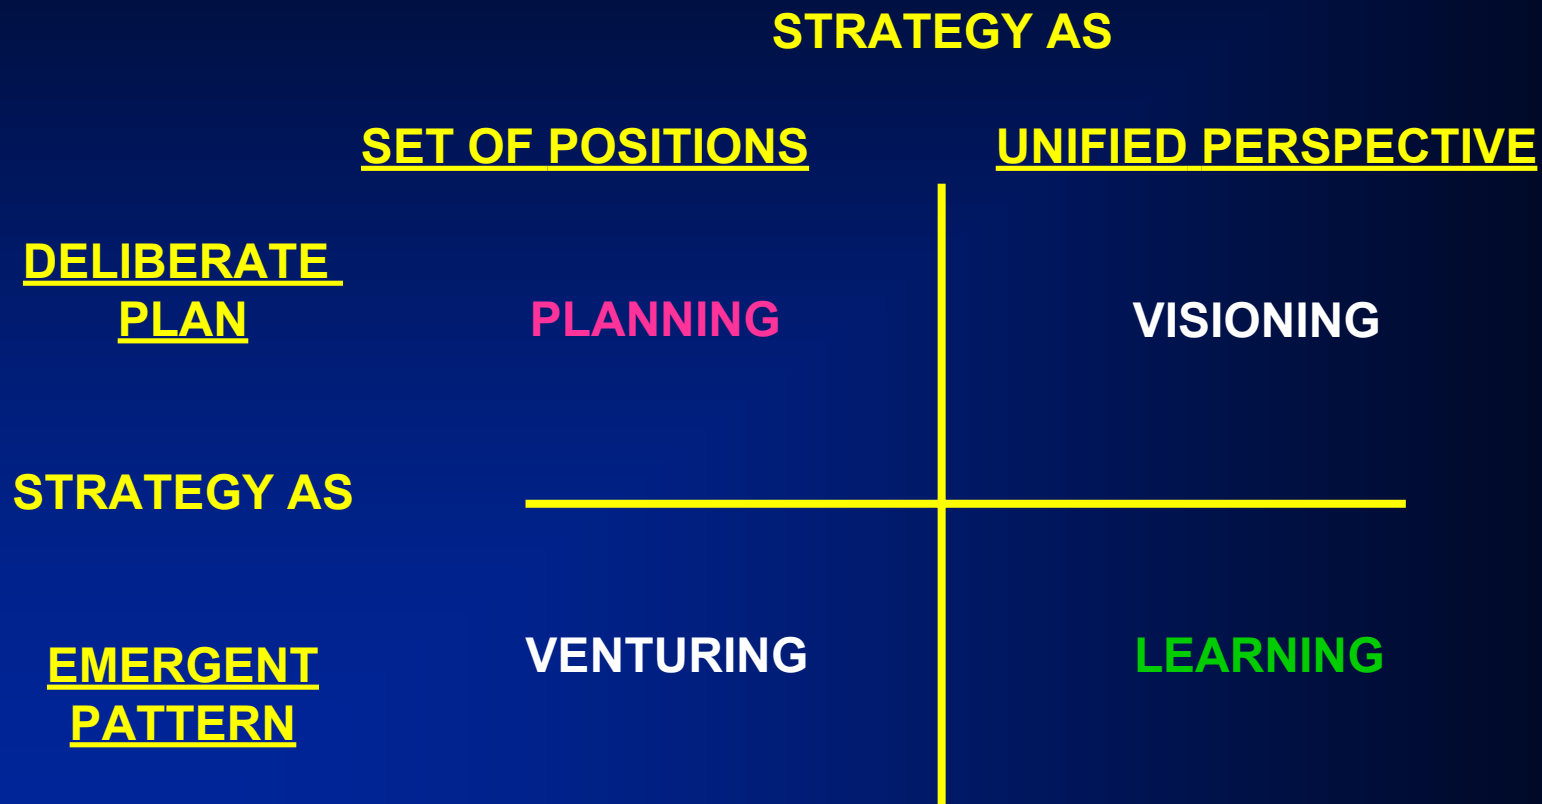 STRATEGY AS
SET OF POSITIONS
UNIFIED PERSPECTIVE
DELIBERATE
PLAN
PLANNING
VISIONING
STRATEGY AS
EMERGENT
PATTERN
VENTURING
LEARNING